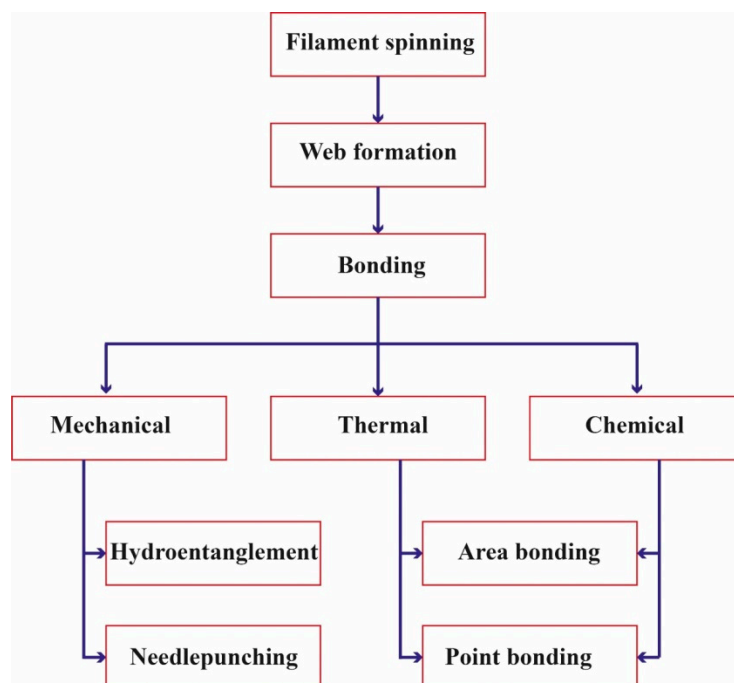 Filament spinning
Web formation
Bonding
Mechanical
Thermal
Chemical
Hydroentanglement
Area bonding
Needlepunching
Point bonding